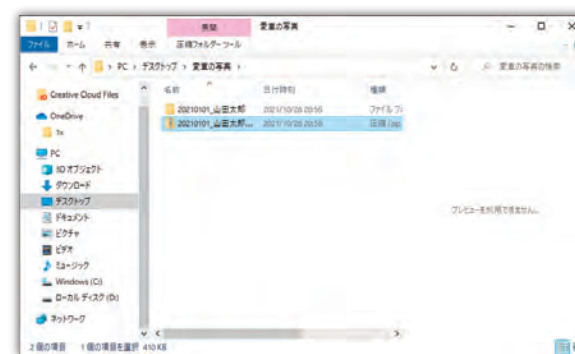 展開
愛車の写真
ファイル
ホーム
共有
表示
圧縮フォルダーツール
PC › デスクトップ › 愛車の写真 ›
愛車の写真の検索
名前
日付時刻
種類
20210101_山田太郎
2021/10/26 20:56
ファイル フ
20210101_山田太郎...
2021/10/26 20:56
圧縮 (zip
Creative Cloud Files
OneDrive
PC
3D オブジェクト
ダウンロード
デスクトップ
ドキュメント
ピクチャ
ビデオ
ミュージック
Windows (C:)
ローカル ディスク (D:)
ネットワーク
プレビューを利用できません。
2 個の項目
1 個の項目を選択 410 KB